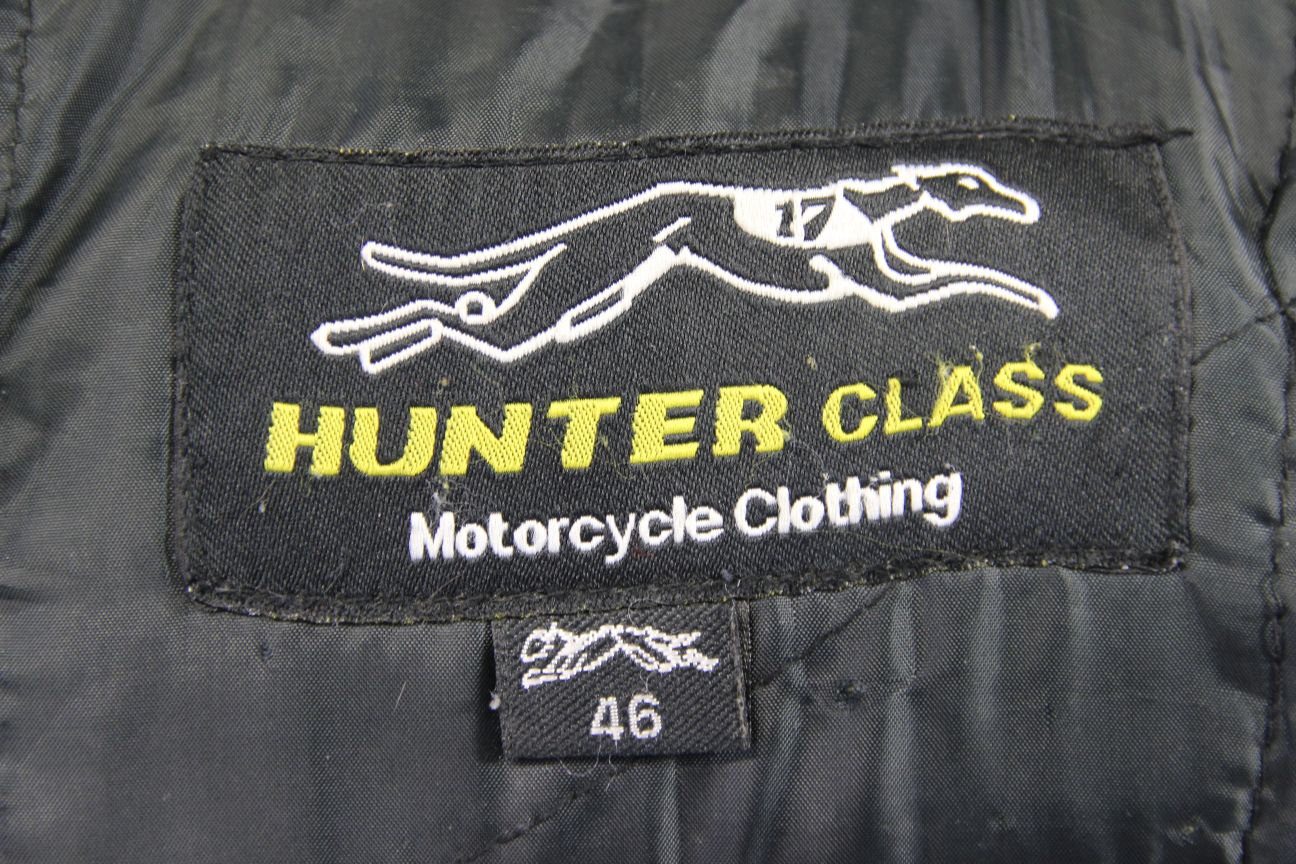 17
HUNTER CLASS
Motorcycle Clothing
46